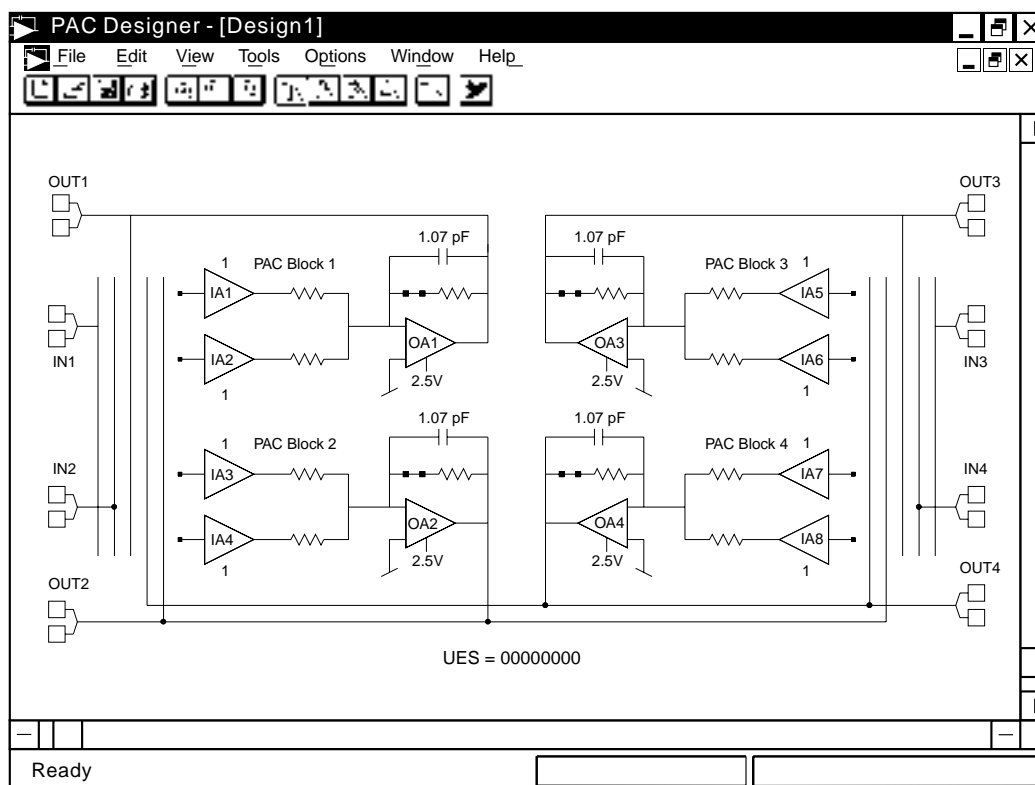 PAC Designer - [Design1]
File Edit View Tools Options Window Help
OUT1
OUT3
1.07 pF
1.07 pF
1 PAC Block 1
PAC Block 3 1
IA1
IA5
OA1
OA3
IA2
IA6
IN1
IN3
2.5V
2.5V
1
1
1.07 pF
1.07 pF
1 PAC Block 2
PAC Block 4 1
IN2
IN4
IA3
IA7
OA2
OA4
IA4
IA8
2.5V
2.5V
1
1
OUT2
OUT4
UES = 00000000
Ready